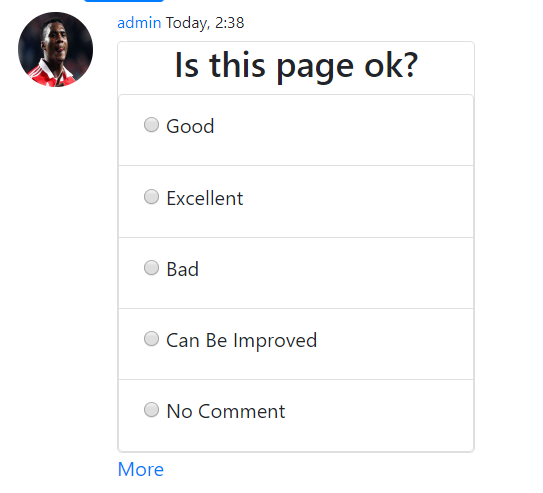 admin Today, 2:38
Is this page ok?
Good
Excellent
Bad
Can Be Improved
No Comment
More